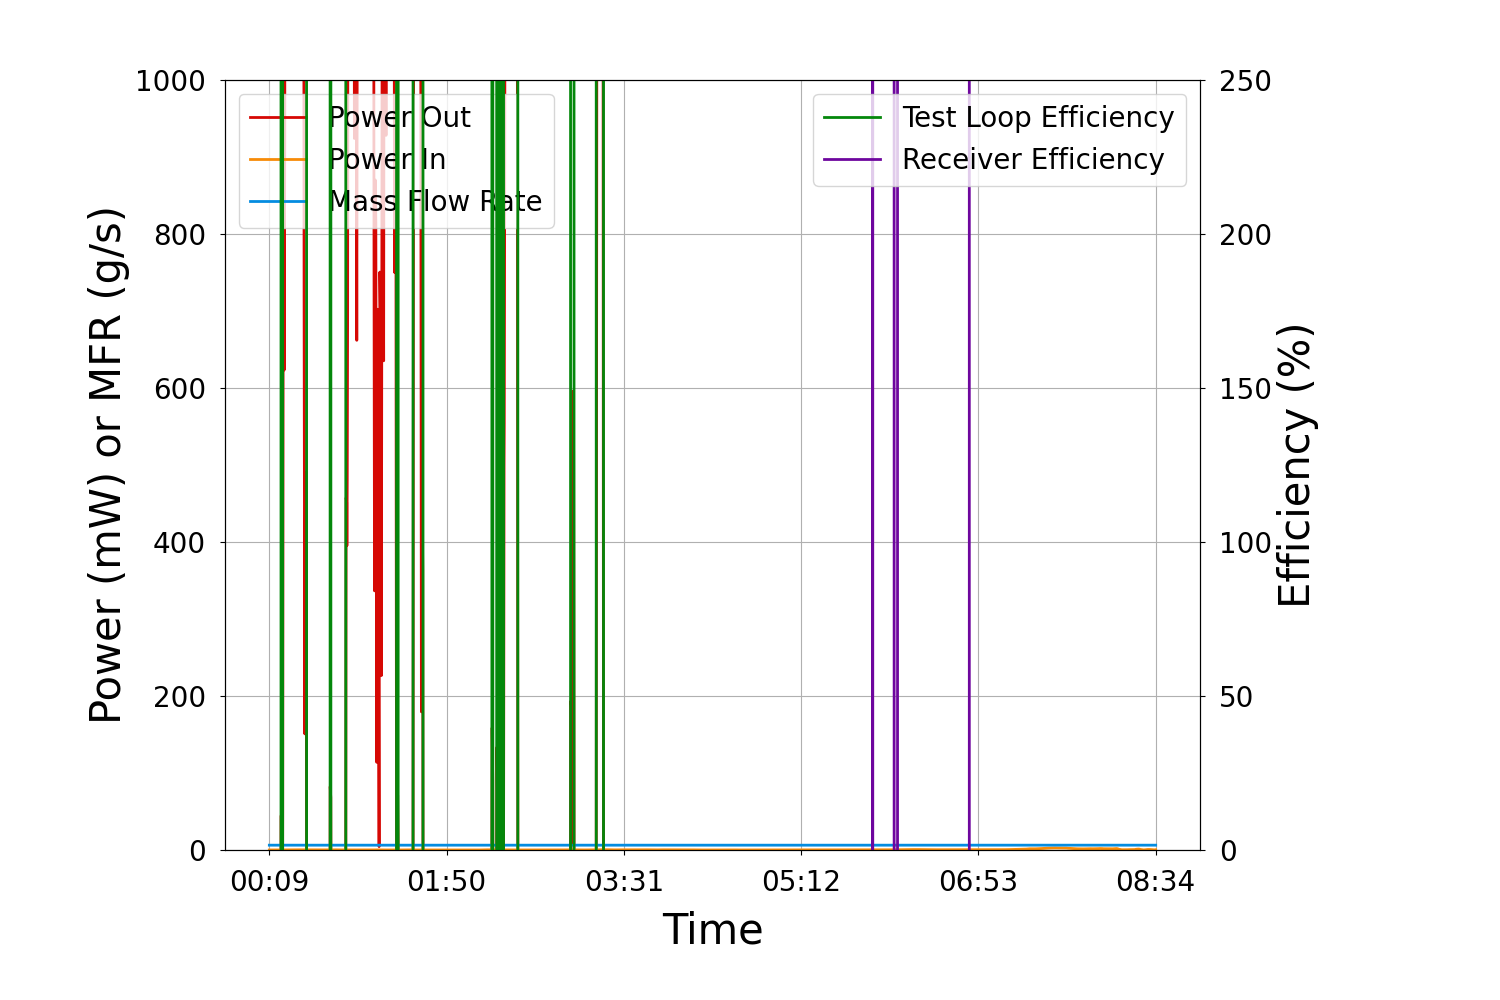 1000
800
600
400
200
0
Power (mW) or MFR (g/s)
Power Out
Power In
Mass Flow Rate
Test Loop Efficiency
Receiver Efficiency
250
200
150
100
50
0
Efficiency (%)
00:09 01:50 03:31 05:12 06:53 08:34
Time